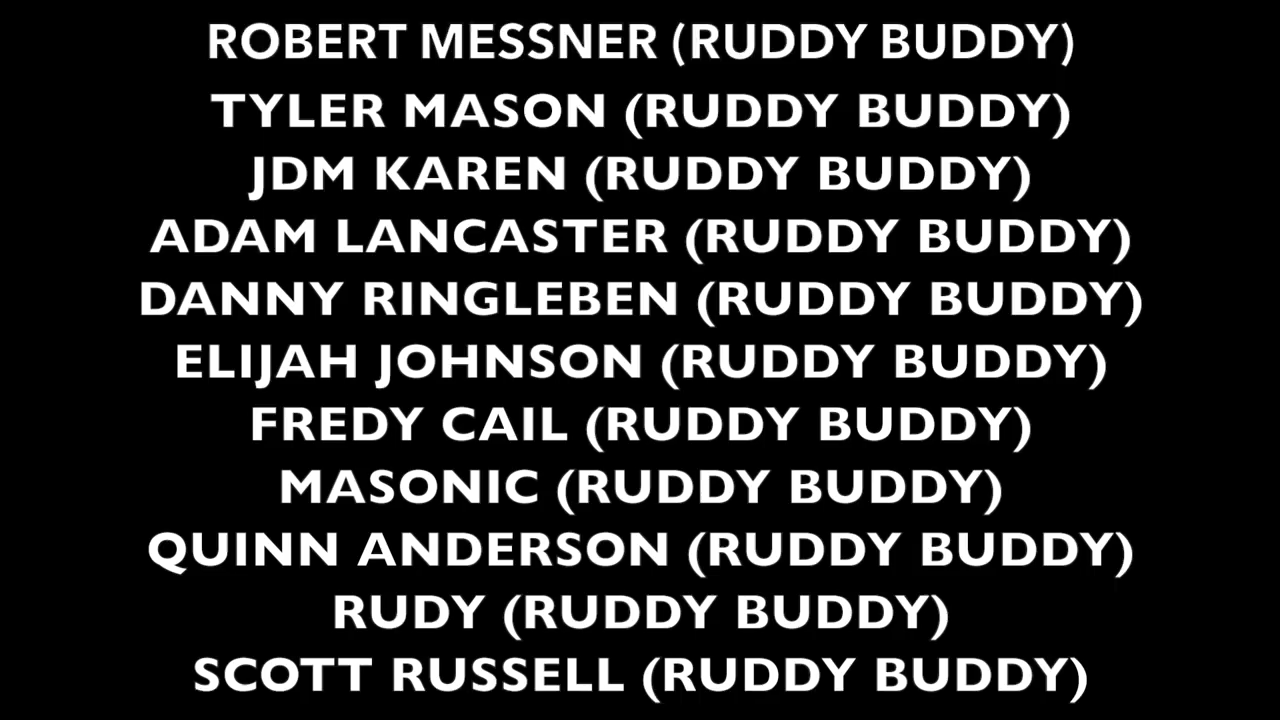 ROBERT MESSNER (RUDDY BUDDY)
TYLER MASON (RUDDY BUDDY)
JDM KAREN (RUDDY BUDDY)
ADAM LANCASTER (RUDDY BUDDY)
DANNY RINGLEBEN (RUDDY BUDDY)
ELIJAH JOHNSON (RUDDY BUDDY)
FREDY CAIL (RUDDY BUDDY)
MASONIC (RUDDY BUDDY)
QUINN ANDERSON (RUDDY BUDDY)
RUDY (RUDDY BUDDY)
SCOTT RUSSELL (RUDDY BUDDY)